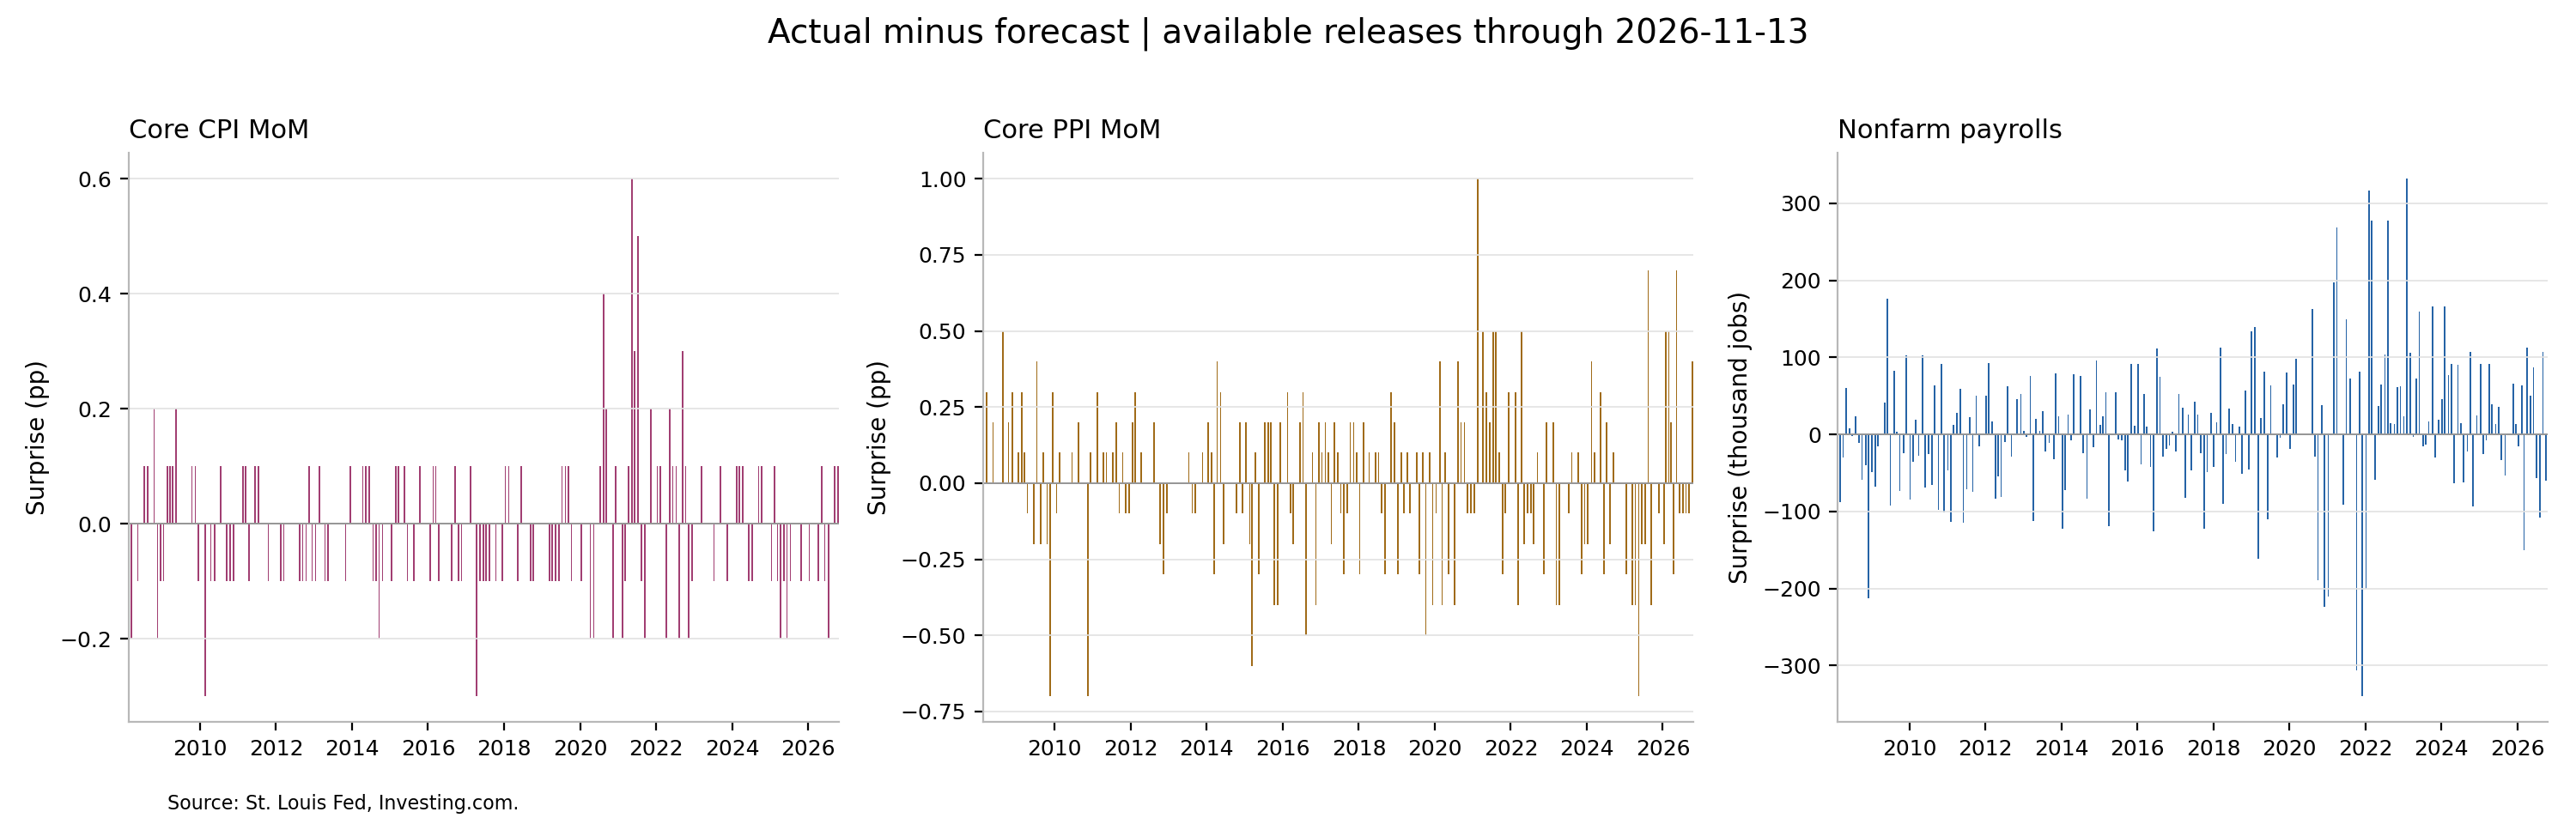 Actual minus forecast | available releases through 2026-11-13
Core CPI MoM
Surprise (pp)
0.6
0.4
0.2
0.0
−0.2
2010 2012 2014 2016 2018 2020 2022 2024 2026
Core PPI MoM
Surprise (pp)
1.00
0.75
0.50
0.25
0.00
−0.25
−0.50
−0.75
2010 2012 2014 2016 2018 2020 2022 2024 2026
Nonfarm payrolls
Surprise (thousand jobs)
300
200
100
0
−100
−200
−300
2010 2012 2014 2016 2018 2020 2022 2024 2026
Source: St. Louis Fed, Investing.com.